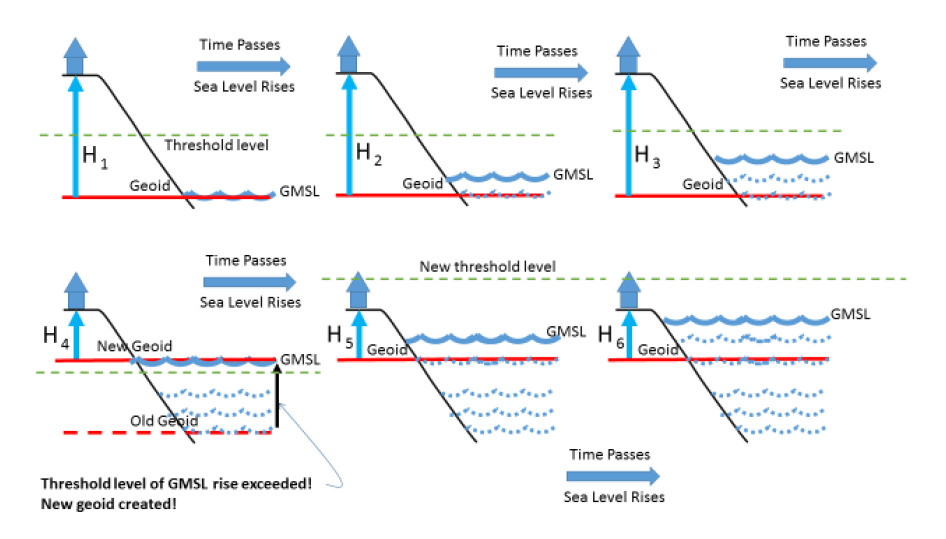 Time Passes
Sea Level Rises
Threshold level
H1
Geoid
GMSL
Time Passes
Sea Level Rises
H2
Geoid
GMSL
Time Passes
Sea Level Rises
H3
Geoid
GMSL
Time Passes
Sea Level Rises
H4
New Geoid
GMSL
Old Geoid
Threshold level of GMSL rise exceeded!
New geoid created!
New threshold level
H5
Geoid
GMSL
H6
Geoid
GMSL
Time Passes
Sea Level Rises